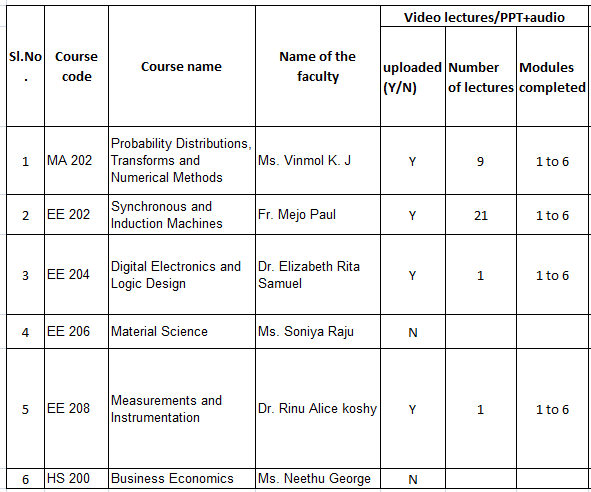 Video lectures/PPT+audio
Sl.No
.
Course
code
Course name
Name of the
faculty
uploaded
(Y/N)
Number
of lectures
Modules
completed
1
MA 202
Probability Distributions,
Transforms and
Numerical Methods
Ms. Vinmol K. J
Y
9
1 to 6
2
EE 202
Synchronous and
Induction Machines
Fr. Mejo Paul
Y
21
1 to 6
3
EE 204
Digital Electronics and
Logic Design
Dr. Elizabeth Rita
Samuel
Y
1
1 to 6
4
EE 206
Material Science
Ms. Soniya Raju
N
5
EE 208
Measurements and
Instrumentation
Dr. Rinu Alice koshy
Y
1
1 to 6
6
HS 200
Business Economics
Ms. Neethu George
N